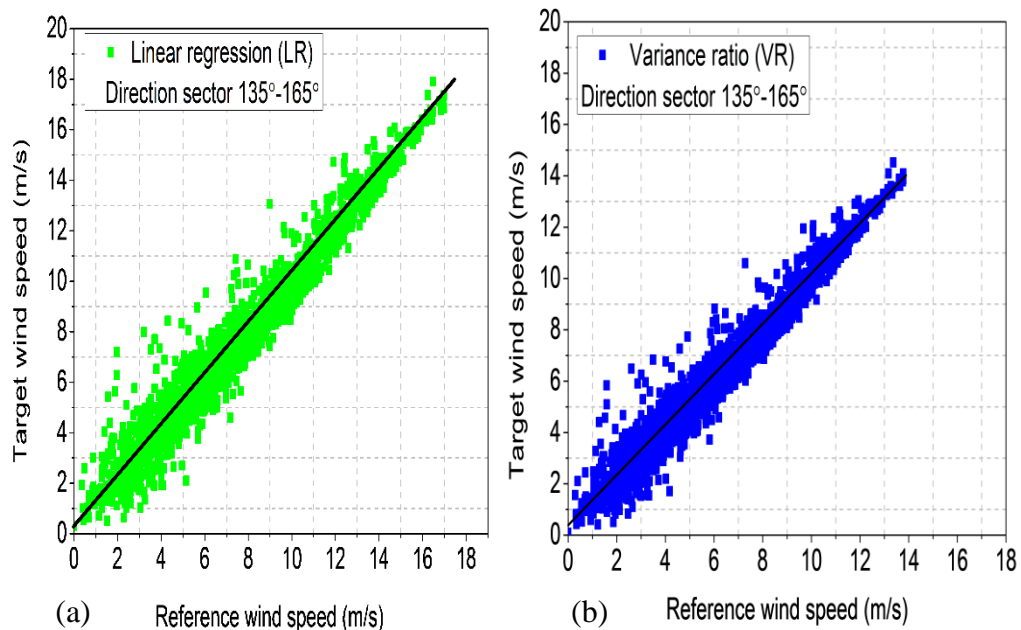 Linear regression (LR)
Direction sector 135°-165°
20
18
16
14
12
10
8
6
4
2
0
Target wind speed (m/s)
0 2 4 6 8 10 12 14 16 18
(a) Reference wind speed (m/s)
Variance ratio (VR)
Direction sector 135°-165°
20
18
16
14
12
10
8
6
4
2
0
Target wind speed (m/s)
0 2 4 6 8 10 12 14 16 18
(b) Reference wind speed (m/s)